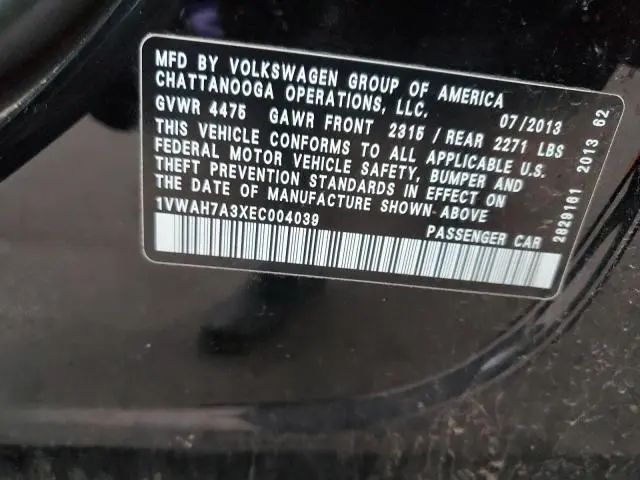 MFD BY VOLKSWAGEN GROUP OF AMERICA
CHATTANOOGA OPERATIONS, LLC. 07/2013
GVWR 4475 GAWR FRONT 2315 / REAR 2271 LBS
THIS VEHICLE CONFORMS TO ALL APPLICABLE U.S.
FEDERAL MOTOR VEHICLE SAFETY, BUMPER AND
THEFT PREVENTION STANDARDS IN EFFECT ON
THE DATE OF MANUFACTURE SHOWN-ABOVE
1VWAH7A3XEC004039 PASSENGER CAR
2829161 2013 62